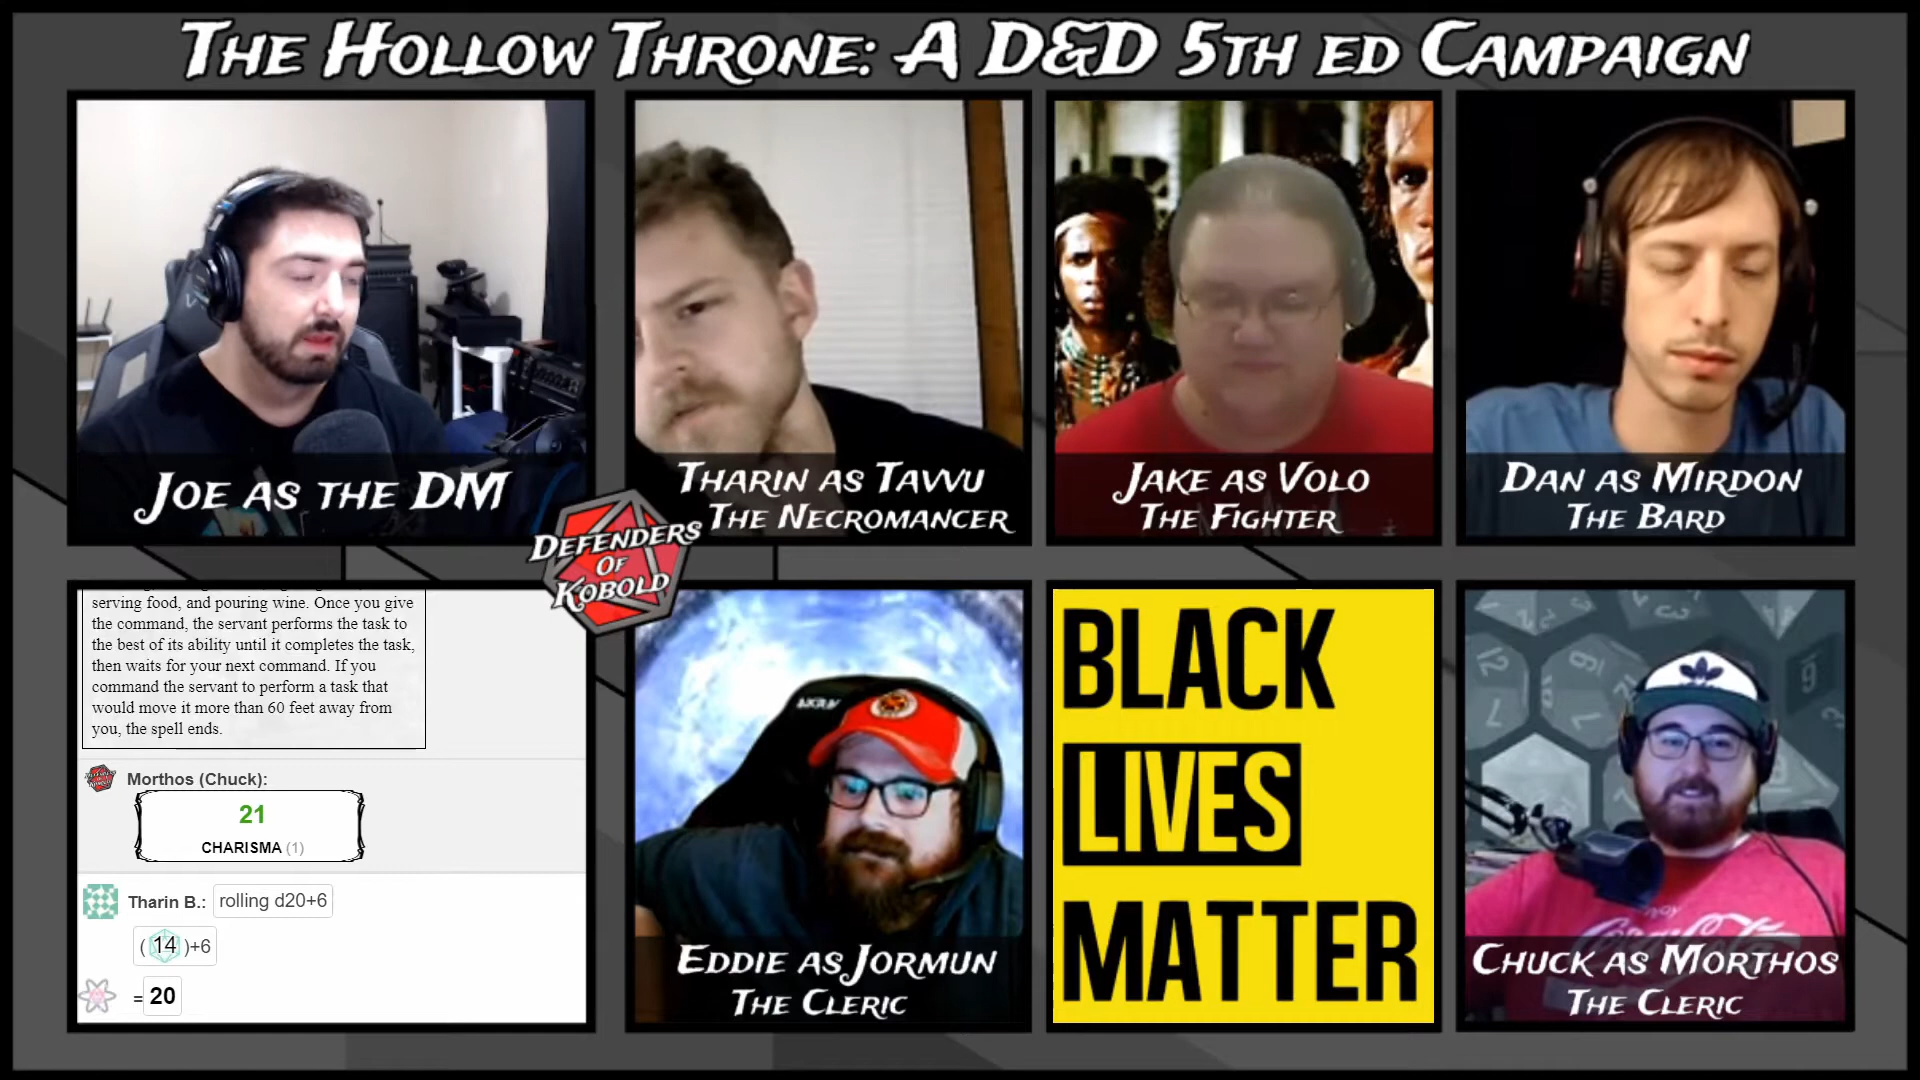 The Hollow Throne: A D&D 5th ed Campaign
Joe as the DM
Tharin as Tavvu
The Necromancer
Jake as Volo
The Fighter
Dan as Mirdon
The Bard
Defenders
Of
Kobold
serving food, and pouring wine. Once you give
the command, the servant performs the task to
the best of its ability until it completes the task,
then waits for your next command. If you
command the servant to perform a task that
would move it more than 60 feet away from
you, the spell ends.
Morthos (Chuck):
21
CHARISMA (1)
Tharin B.: rolling d20+6
(14)+6
=20
Eddie as Jormun
The Cleric
BLACK
LIVES
MATTER
Enjoy
Coca-Cola
Chuck as Morthos
The Cleric